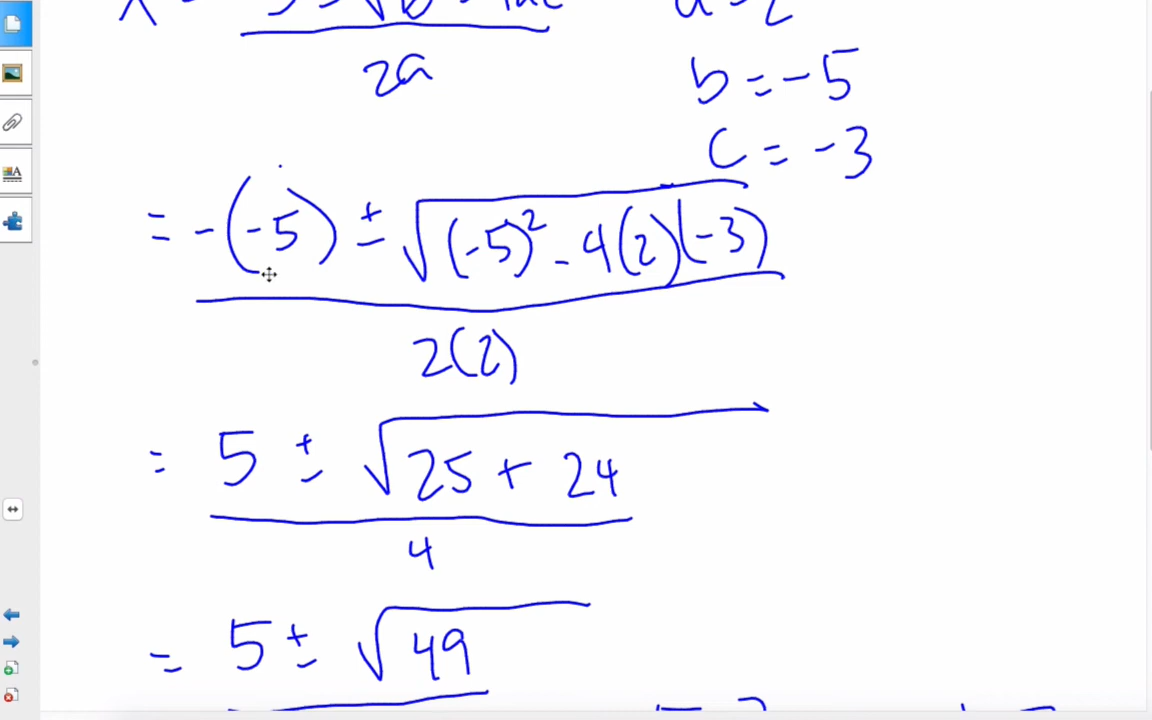 2a
b = -5
c = -3
= -(-5) ± √(-5)² - 4(2)(-3)
2(2)
= 5 ± √25 + 24
4
= 5 ± √49